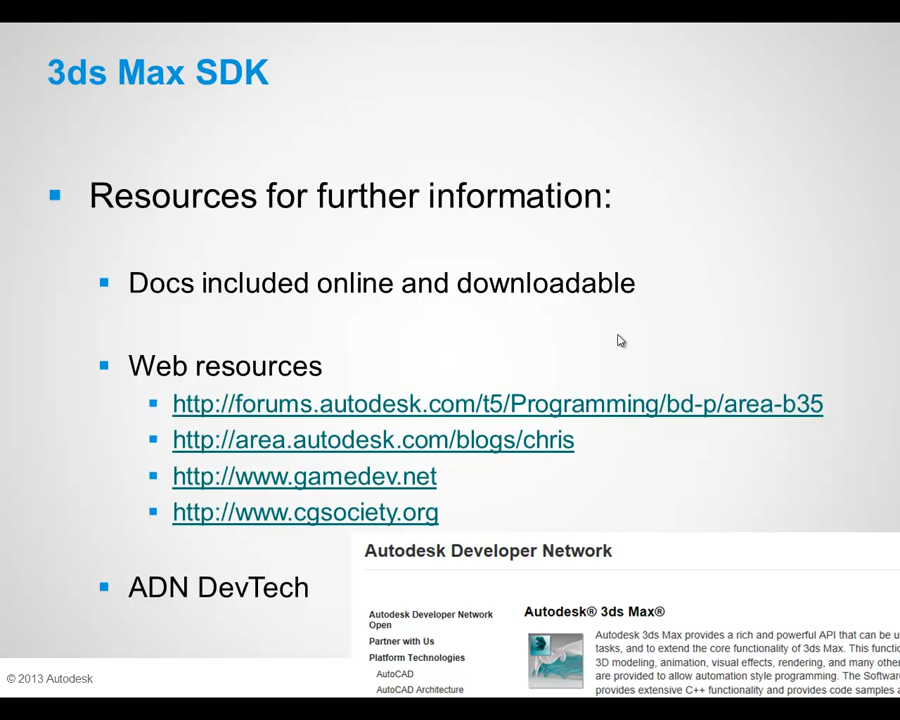 3ds Max SDK
Resources for further information:
Docs included online and downloadable
Web resources
http://forums.autodesk.com/t5/Programming/bd-p/area-b35
http://area.autodesk.com/blogs/chris
http://www.gamedev.net
http://www.cgsociety.org
ADN DevTech
Autodesk Developer Network
Autodesk Developer Network
Open
Partner with Us
Platform Technologies
AutoCAD
AutoCAD Architecture
Autodesk® 3ds Max®
Autodesk 3ds Max provides a rich and powerful API that can be
tasks, and to extend the core functionality of 3ds Max. This
3D modeling, animation, visual effects, rendering, and many
are provided to allow automation style programming. The
provides extensive C++ functionality and provides code samples
© 2013 Autodesk